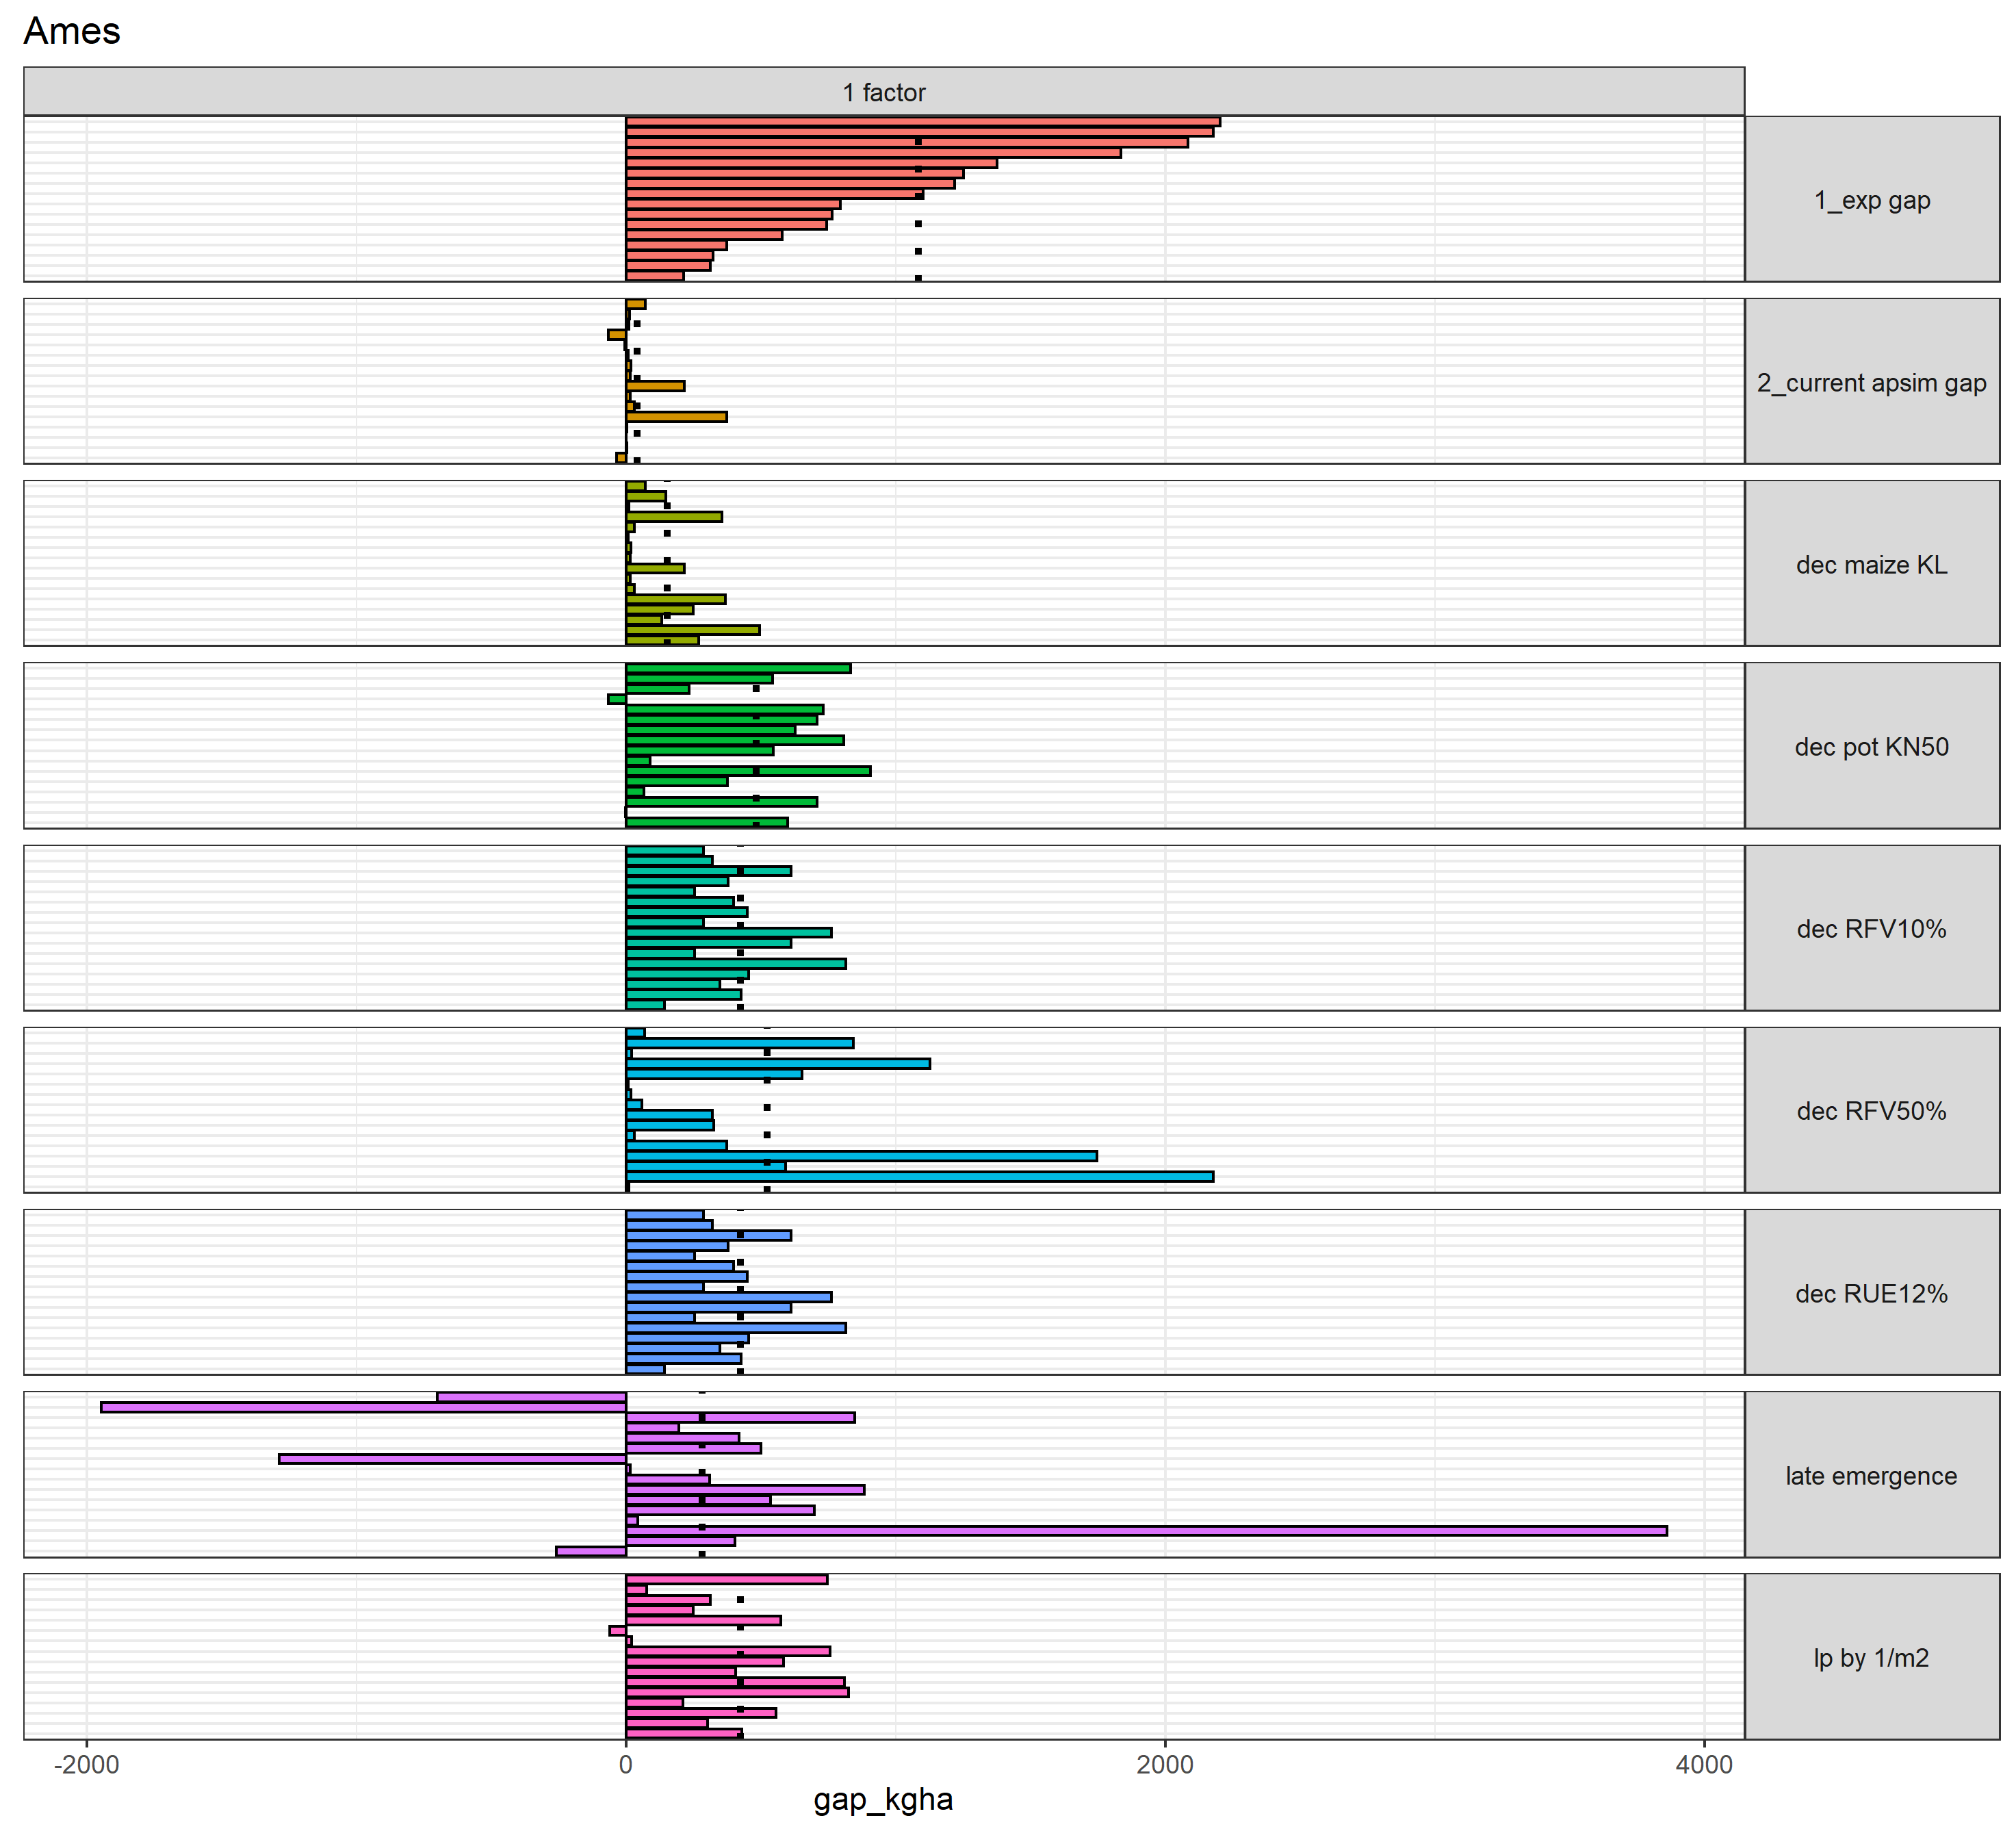 Ames
1 factor
1_exp gap
2_current apsim gap
dec maize KL
dec pot KN50
dec RFV10%
dec RFV50%
dec RUE12%
late emergence
lp by 1/m2
-2000 0 2000 4000
gap_kgha